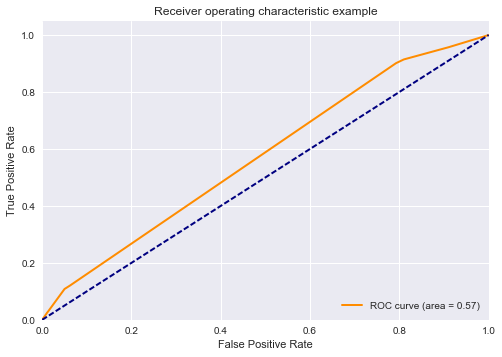 Receiver operating characteristic example
1.0
0.8
0.6
0.4
0.2
0.0
True Positive Rate
ROC curve (area = 0.57)
0.0 0.2 0.4 0.6 0.8 1.0
False Positive Rate